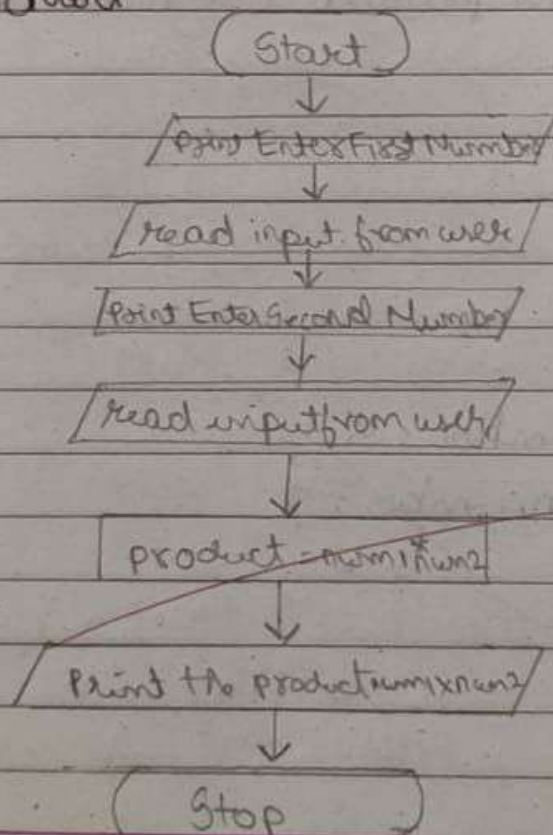 Start
Print Enter First Number
read input from user
Print Enter Second Number
read input from user
product = num1*num2
Print the product num1xnum2
Stop